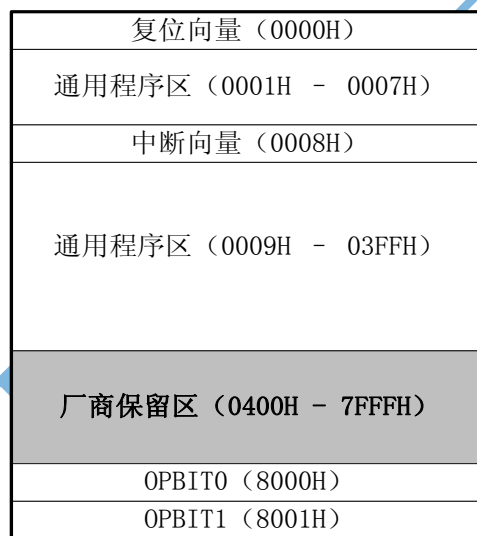 复位向量（0000H）
通用程序区（0001H - 0007H）
中断向量（0008H）
通用程序区（0009H - 03FFH）
厂商保留区（0400H - 7FFFH）
OPBIT0（8000H）
OPBIT1（8001H）